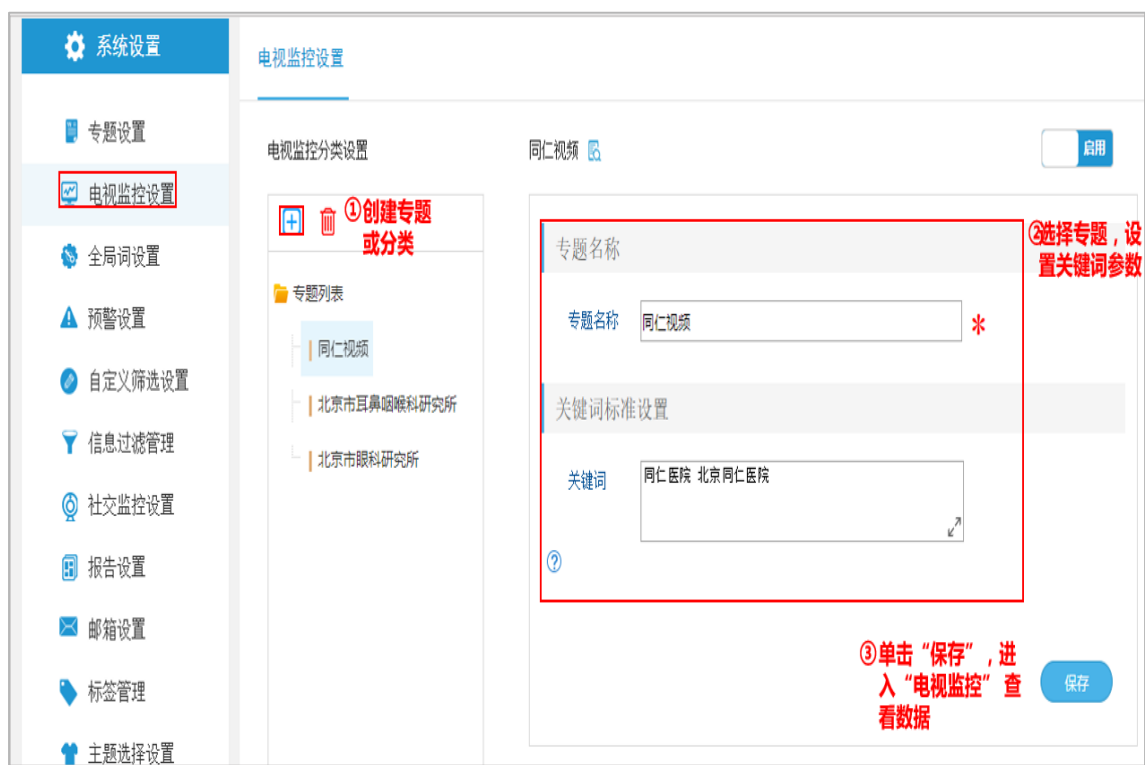 系统设置
专题设置
电视监控设置
全局词设置
预警设置
自定义筛选设置
信息过滤管理
社交监控设置
报告设置
邮箱设置
标签管理
主题选择设置
电视监控设置
电视监控分类设置
①创建专题
或分类
专题列表
同仁视频
北京市耳鼻咽喉科研究所
北京市眼科研究所
同仁视频
启用
专题名称
专题名称
同仁视频
*
②选择专题，设
置关键词参数
关键词标准设置
关键词
同仁医院 北京同仁医院
?
③单击“保存”，进
入“电视监控” 查
看数据
保存